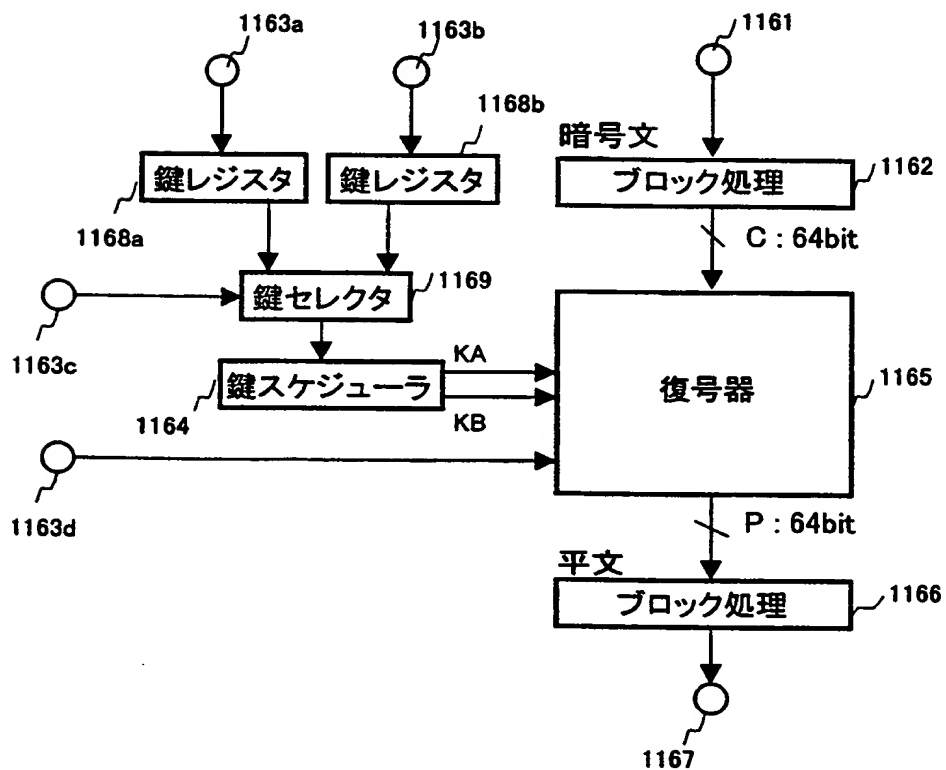 1163a
1163b
1161
1168b
暗号文
鍵レジスタ
鍵レジスタ
ブロック処理
1162
1168a
C : 64bit
鍵セレクタ
1169
1163c
鍵スケジューラ
KA
KB
1164
復号器
1165
1163d
P : 64bit
平文
ブロック処理
1166
1167